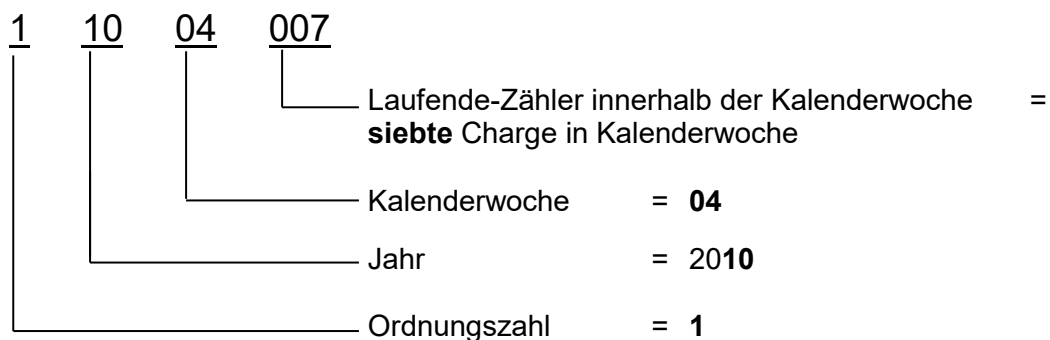 1 10 04 007
Laufende-Zähler innerhalb der Kalenderwoche =
siebte Charge in Kalenderwoche
Kalenderwoche = 04
Jahr = 2010
Ordnungszahl = 1